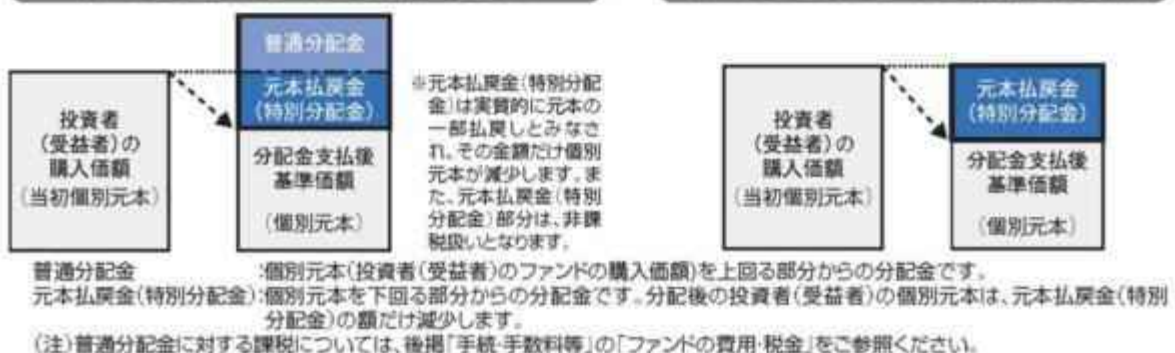 普通分配金
元本払戻金
(特別分配金)
投資者
(受益者)の
購入価額
(当初個別元本)
分配金支払後
基準価額
(個別元本)
※元本払戻金(特別分配
金)は実質的に元本の
一部払戻しとみなさ
れ、その金額だけ個別
元本が減少します。ま
た、元本払戻金(特別
分配金)部分は、非課
税扱いとなります。
投資者
(受益者)の
購入価額
(当初個別元本)
元本払戻金
(特別分配金)
分配金支払後
基準価額
(個別元本)
普通分配金 :個別元本(投資者(受益者)のファンドの購入価額)を上回る部分からの分配金です。
元本払戻金(特別分配金):個別元本を下回る部分からの分配金です。分配後の投資者(受益者)の個別元本は、元本払戻金(特別
分配金)の額だけ減少します。
(注)普通分配金に対する課税については、後掲「手続・手数料等」の「ファンドの費用・税金」をご参照ください。